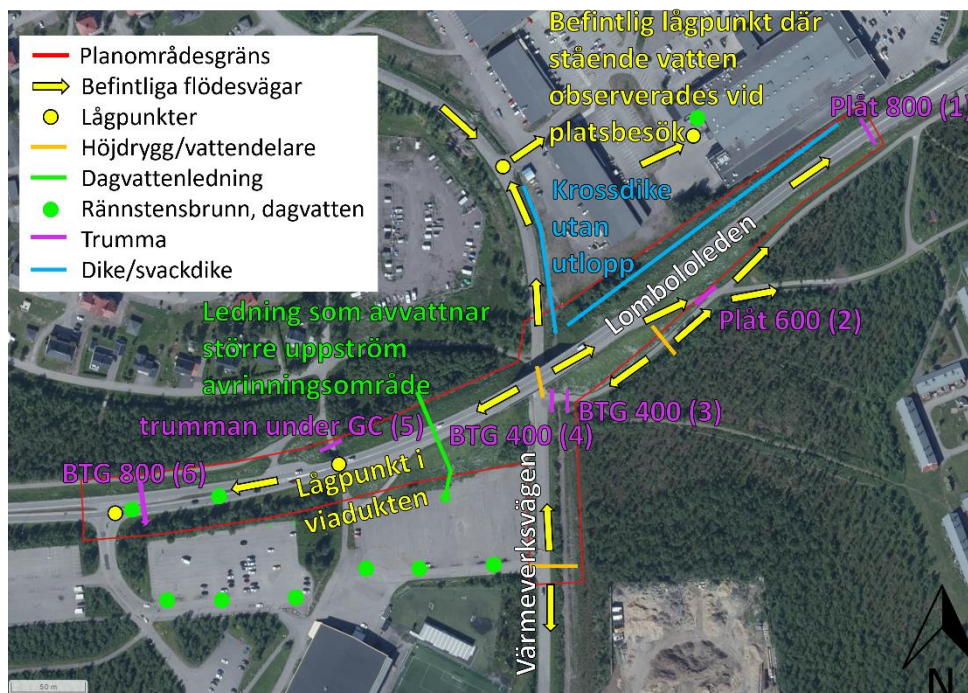 Planområdesgräns
Befintliga flödesvägar
Lågpunkter
Höjdrygg/vattendelare
Dagvattenledning
Rännstensbrunn, dagvatten
Trumma
Dike/svackdike
Befintlig lågpunkt där
stående vatten
observerades vid
platsbesök
Plåt 800 (1)
Krossdike
utan
utlopp
Lombololeden
Plåt 600 (2)
Ledning som avvattnar
större uppström
avrinningsområde
trumman under GC (5)
BTG 400 (3)
BTG 400 (4)
BTG 800 (6)
Lågpunkt i
viadukten
Värmeverksvägen
50 m
N